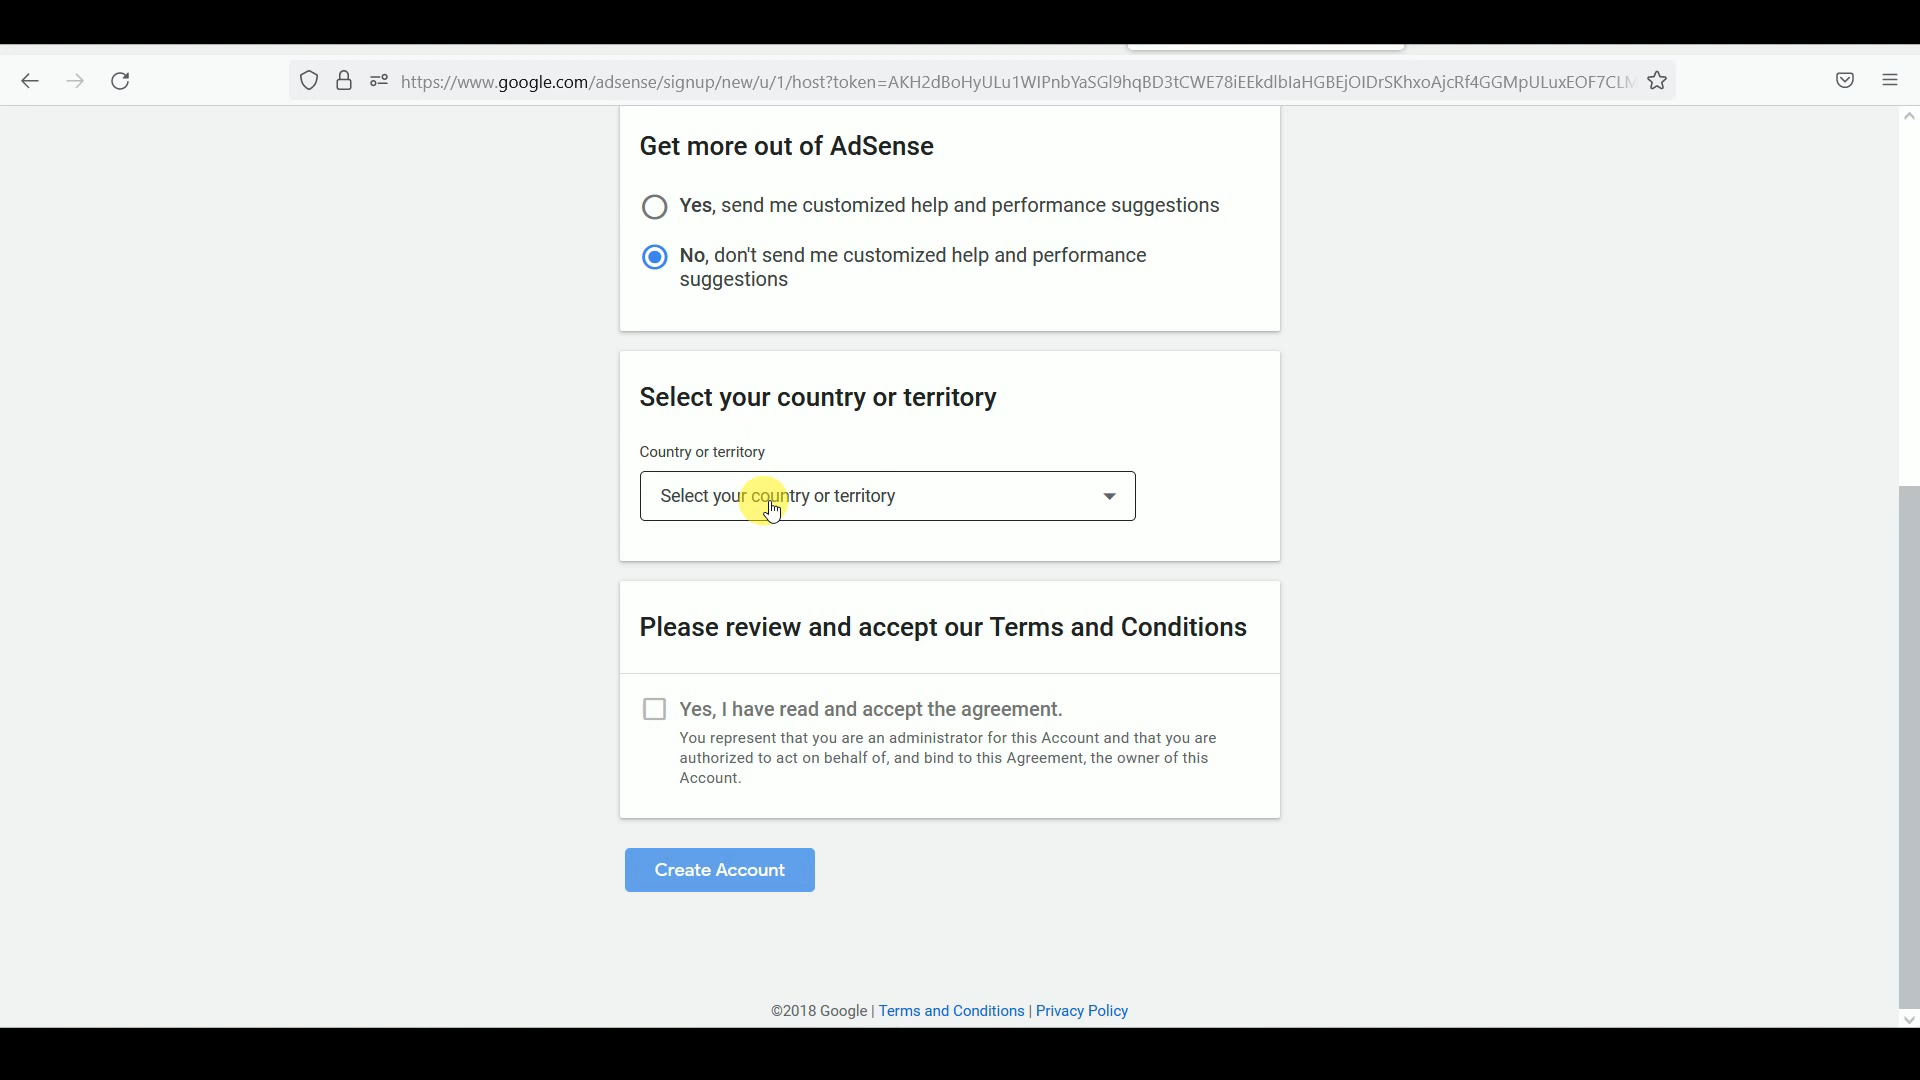 https://www.google.com/adsense/signup/new/u/1/host?token=AKH2dBoHyULu1WIPnbYaSGl9hqBD3tCWE78iEEkdlblaHGBEjOIDrSKhxoAjcRf4GGMpULuxEOF7CLM
Get more out of AdSense
Yes, send me customized help and performance suggestions
No, don't send me customized help and performance
suggestions
Select your country or territory
Country or territory
Select your country or territory
Please review and accept our Terms and Conditions
Yes, I have read and accept the agreement.
You represent that you are an administrator for this Account and that you are
authorized to act on behalf of, and bind to this Agreement, the owner of this
Account.
Create Account
©2018 Google | Terms and Conditions | Privacy Policy